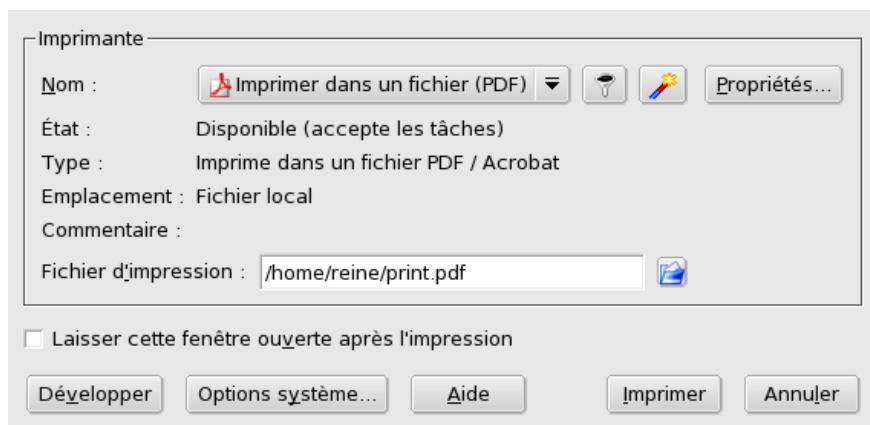 Imprimante
Nom : Imprimer dans un fichier (PDF) Propriétés...
État : Disponible (accepte les tâches)
Type : Imprime dans un fichier PDF / Acrobat
Emplacement : Fichier local
Commentaire :
Fichier d'impression : /home/reine/print.pdf
Laisser cette fenêtre ouverte après l'impression
Développer Options système... Aide Imprimer Annuler